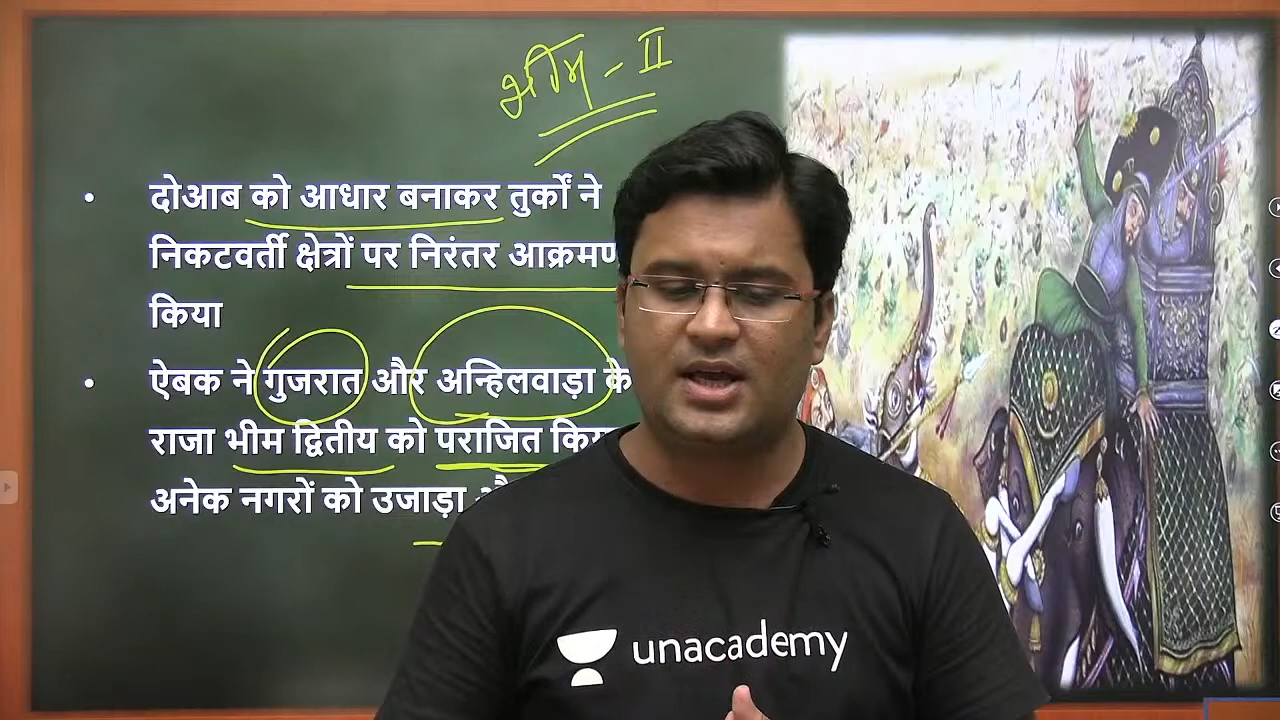 भीम - II
दोआब को आधार बनाकर तुर्कों ने
निकटवर्ती क्षेत्रों पर निरंतर आक्रमण
किया
ऐबक ने गुजरात और अन्हिलवाड़ा के
राजा भीम द्वितीय को पराजित
अनेक नगरों को उजाड़ा
unacademy